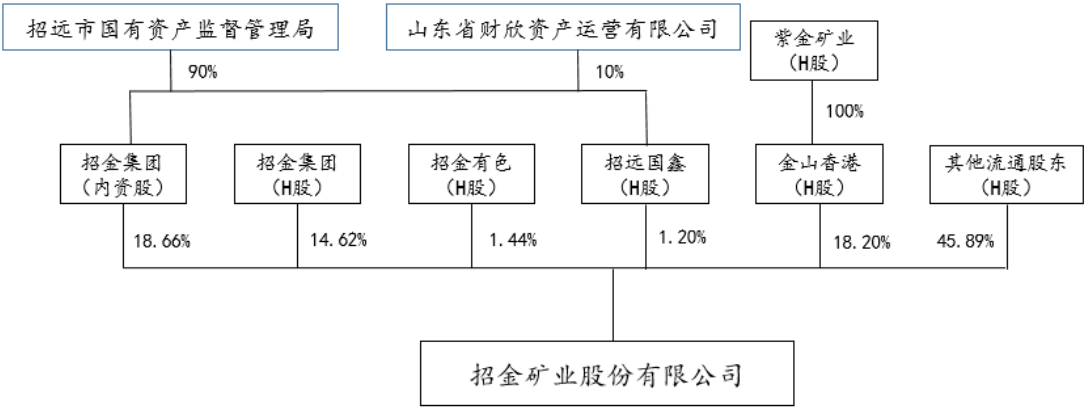 招远市国有资产监督管理局
山东省财欣资产运营有限公司
紫金矿业
（H股）
90%
10%
100%
招金集团
（内资股）
招金集团
（H股）
招金有色
（H股）
招远国鑫
（H股）
金山香港
（H股）
其他流通股东
（H股）
18.66%
14.62%
1.44%
1.20%
18.20%
45.89%
招金矿业股份有限公司